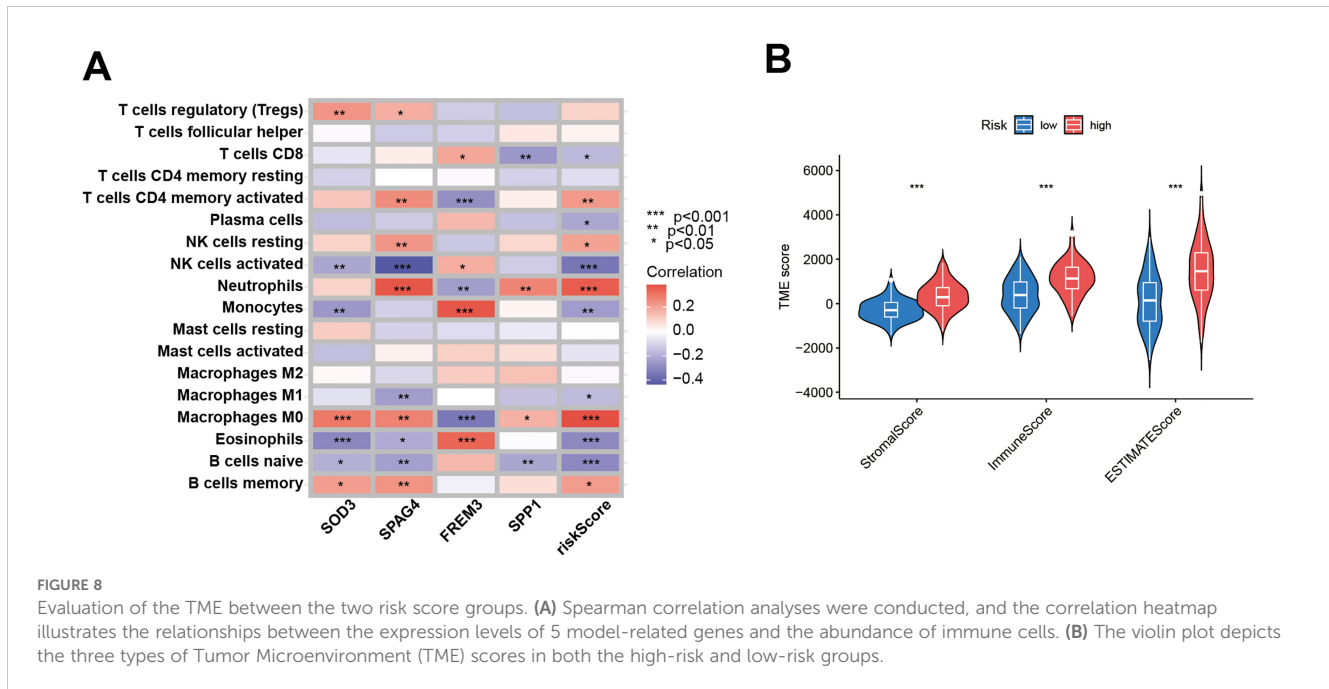 A
T cells regulatory (Tregs) ** *
T cells follicular helper
T cells CD8 * ** *
T cells CD4 memory resting
T cells CD4 memory activated ** *** **
Plasma cells *
NK cells resting ** *
NK cells activated ** *** * ***
Neutrophils *** ** ** ***
Monocytes ** *** **
Mast cells resting
Mast cells activated
Macrophages M2
Macrophages M1 ** *
Macrophages M0 *** ** *** * ***
Eosinophils *** * *** ***
B cells naive * ** ** ***
B cells memory * ** *
SOD3 SPAG4 FREM3 SPP1 riskScore
*** p<0.001
** p<0.01
* p<0.05
Correlation
0.2
0.0
−0.2
−0.4
B
Risk low high
*** *** ***
TME score
6000
4000
2000
0
−2000
−4000
StromalScore ImmuneScore ESTIMATEScore
FIGURE 8
Evaluation of the TME between the two risk score groups. (A) Spearman correlation analyses were conducted, and the correlation heatmap
illustrates the relationships between the expression levels of 5 model-related genes and the abundance of immune cells. (B) The violin plot depicts
the three types of Tumor Microenvironment (TME) scores in both the high-risk and low-risk groups.